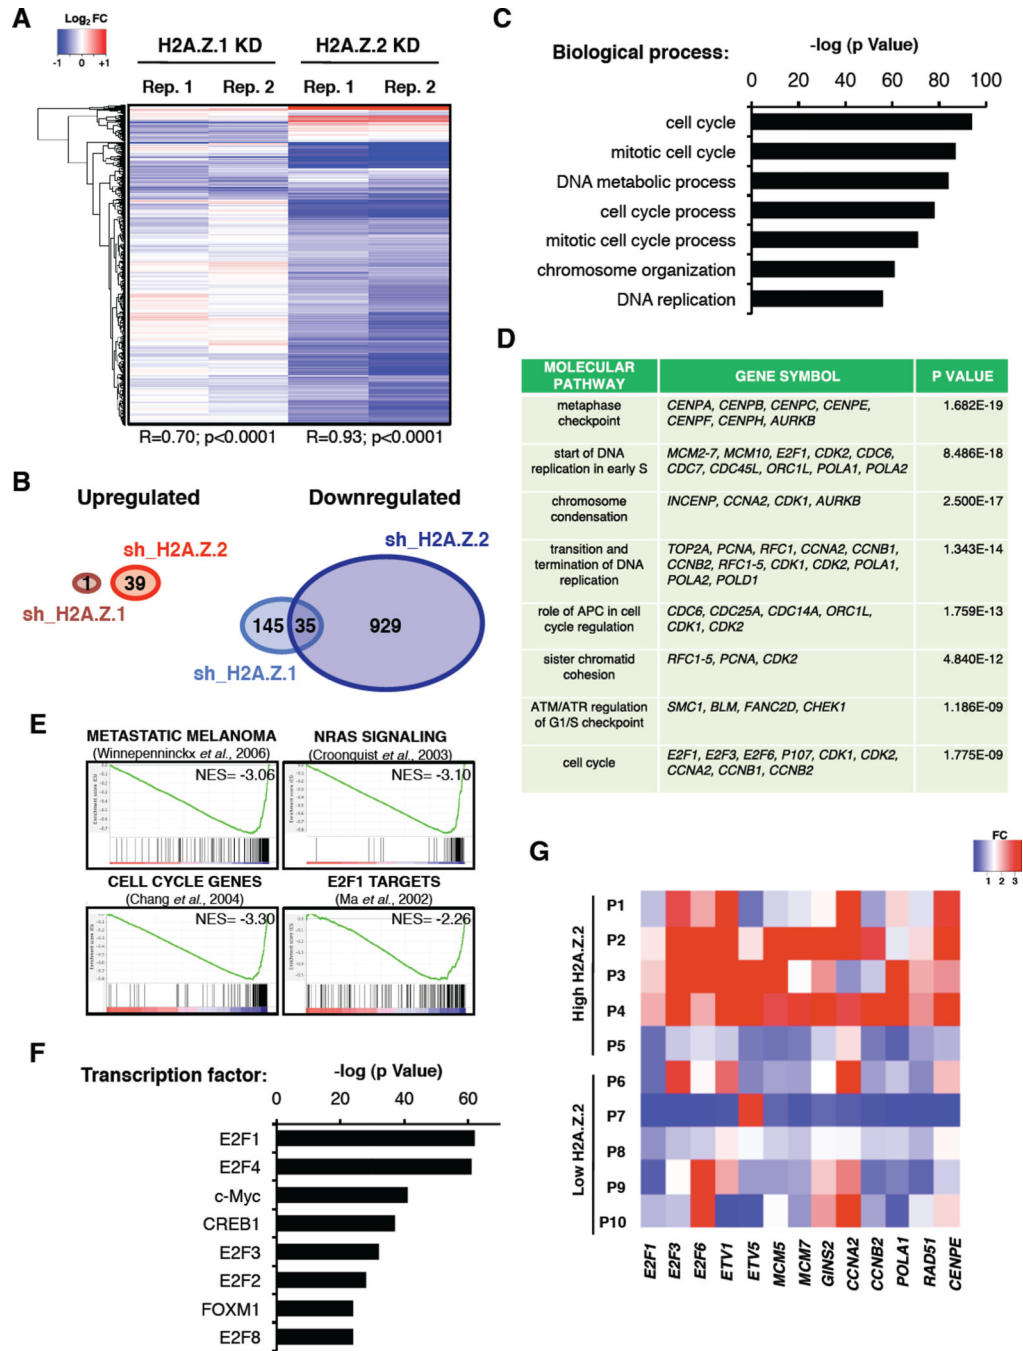 A
Log2 FC
-1 0 +1
H2A.Z.1 KD H2A.Z.2 KD
Rep. 1 Rep. 2 Rep. 1 Rep. 2
R=0.70; p<0.0001 R=0.93; p<0.0001
B
Upregulated Downregulated
sh_H2A.Z.2
sh_H2A.Z.2
1 39
sh_H2A.Z.1
145 35 929
sh_H2A.Z.1
C
Biological process:
-log (p Value)
0 20 40 60 80 100
cell cycle
mitotic cell cycle
DNA metabolic process
cell cycle process
mitotic cell cycle process
chromosome organization
DNA replication
D
MOLECULAR PATHWAY GENE SYMBOL P VALUE
metaphase checkpoint
CENPA, CENPB, CENPC, CENPE,
CENPF, CENPH, AURKB
1.682E-19
start of DNA
replication in early S
MCM2-7, MCM10, E2F1, CDK2, CDC6,
CDC7, CDC45L, ORC1L, POLA1, POLA2
8.486E-18
chromosome
condensation
INCENP, CCNA2, CDK1, AURKB
2.500E-17
transition and
termination of DNA
replication
TOP2A, PCNA, RFC1, CCNA2, CCNB1,
CCNB2, RFC1-5, CDK1, CDK2, POLA1,
POLA2, POLD1
1.343E-14
role of APC in cell
cycle regulation
CDC6, CDC25A, CDC14A, ORC1L,
CDK1, CDK2
1.759E-13
sister chromatid
cohesion
RFC1-5, PCNA, CDK2
4.840E-12
ATM/ATR regulation
of G1/S checkpoint
SMC1, BLM, FANC2D, CHEK1
1.186E-09
cell cycle
E2F1, E2F3, E2F6, P107, CDK1, CDK2,
CCNA2, CCNB1, CCNB2
1.775E-09
E
METASTATIC MELANOMA
(Winnepenninckx et al., 2006)
NES= -3.06
NRAS SIGNALING
(Croonquist et al., 2003)
NES= -3.10
CELL CYCLE GENES
(Chang et al., 2004)
NES= -3.30
E2F1 TARGETS
(Ma et al., 2002)
NES= -2.26
F
Transcription factor:
-log (p Value)
0 20 40 60
E2F1
E2F4
c-Myc
CREB1
E2F3
E2F2
FOXM1
E2F8
G
FC
1 2 3
High H2A.Z.2
P1
P2
P3
P4
P5
Low H2A.Z.2
P6
P7
P8
P9
P10
E2F1 E2F3 E2F6 ETV1 ETV5 MCM5 MCM7 GINS2 CCNA2 CCNB2 POLA1 RAD51 CENPE